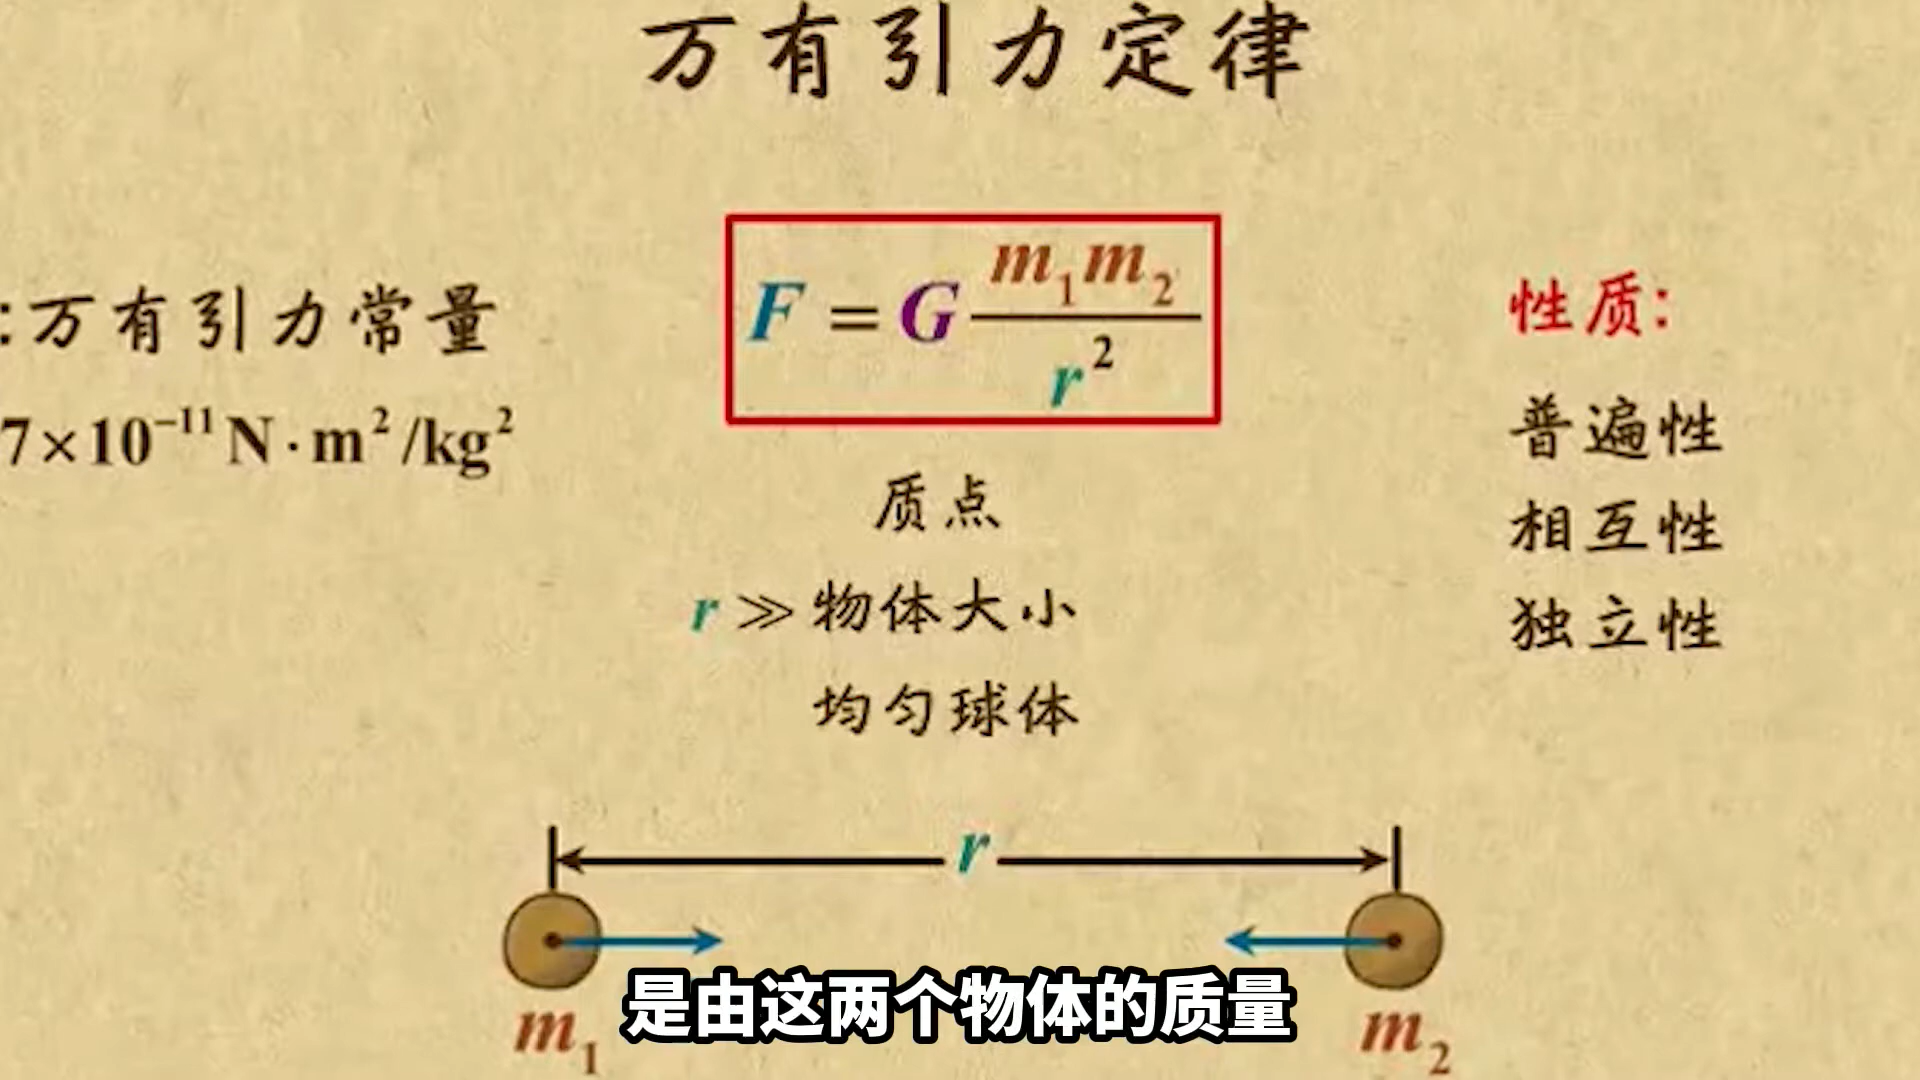 万有引力定律
:万有引力常量
7×10⁻¹¹ N·m²/kg²
F = G m₁m₂ / r²
质点
r ≫ 物体大小
均匀球体
性质:
普遍性
相互性
独立性
r
m₁
m₂
是由这两个物体的质量